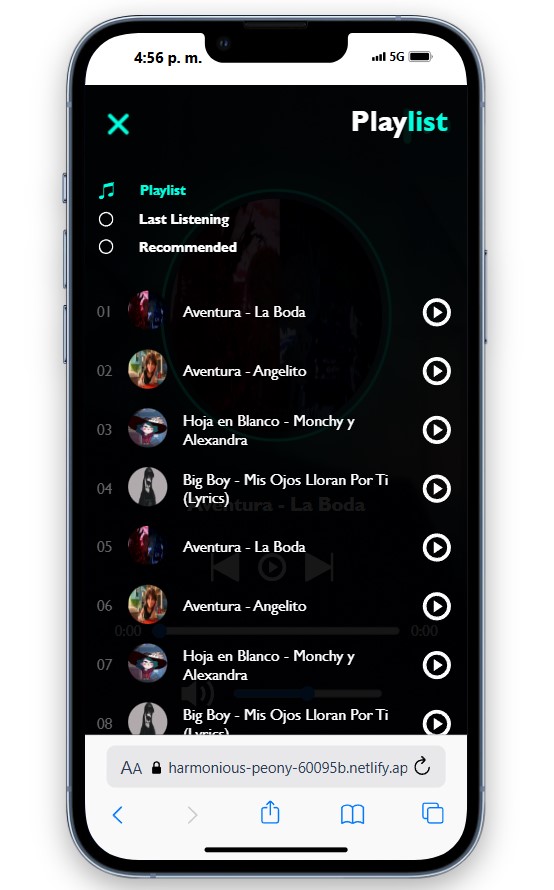 4:56 p. m.
5G
Playlist
Playlist
Last Listening
Recommended
01 Aventura - La Boda
02 Aventura - Angelito
03 Hoja en Blanco - Monchy y
Alexandra
04 Big Boy - Mis Ojos Lloran Por Ti
(Lyrics)
Aventura - La Boda
05 Aventura - La Boda
06 Aventura - Angelito
0:00 0:00
07 Hoja en Blanco - Monchy y
Alexandra
08 Big Boy - Mis Ojos Lloran Por Ti
(Lyrics)
AA harmonious-peony-60095b.netlify.ap